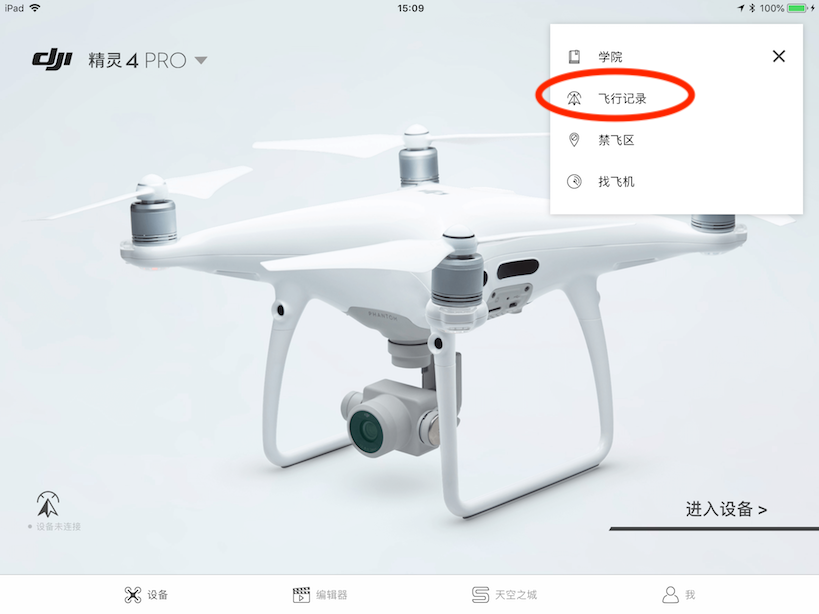 iPad
15:09
100%
dji 精灵4 PRO
学院
飞行记录
禁飞区
找飞机
PHANTOM
设备未连接
进入设备 >
设备
编辑器
天空之城
我